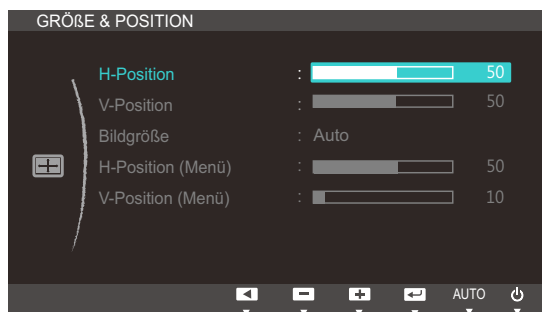 GRÖßE & POSITION
H-Position : 50
V-Position : 50
Bildgröße : Auto
H-Position (Menü) : 50
V-Position (Menü) : 10
AUTO